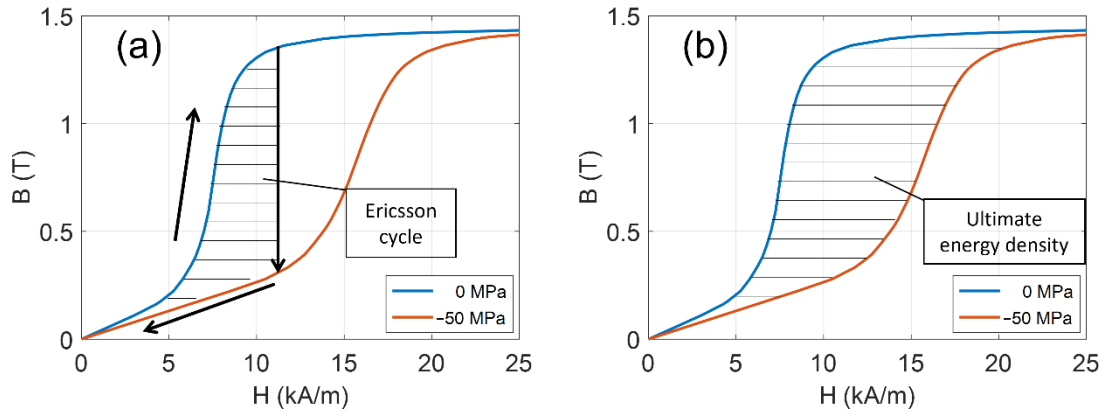 (a)
1.5
1
0.5
0
B (T)
0 5 10 15 20 25
H (kA/m)
Ericsson
cycle
0 MPa
−50 MPa
(b)
1.5
1
0.5
0
B (T)
0 5 10 15 20 25
H (kA/m)
Ultimate
energy density
0 MPa
−50 MPa